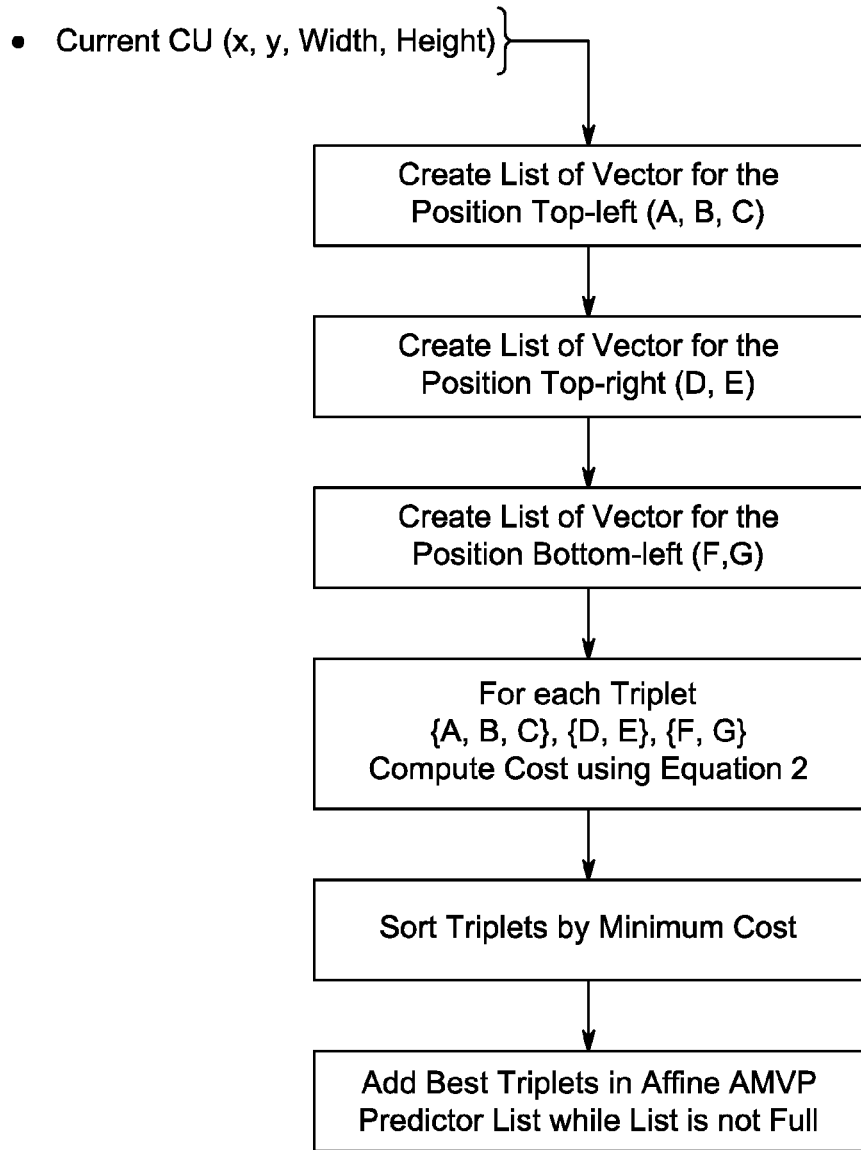 • Current CU (x, y, Width, Height)
Create List of Vector for the
Position Top-left (A, B, C)
Create List of Vector for the
Position Top-right (D, E)
Create List of Vector for the
Position Bottom-left (F,G)
For each Triplet
{A, B, C}, {D, E}, {F, G}
Compute Cost using Equation 2
Sort Triplets by Minimum Cost
Add Best Triplets in Affine AMVP
Predictor List while List is not Full